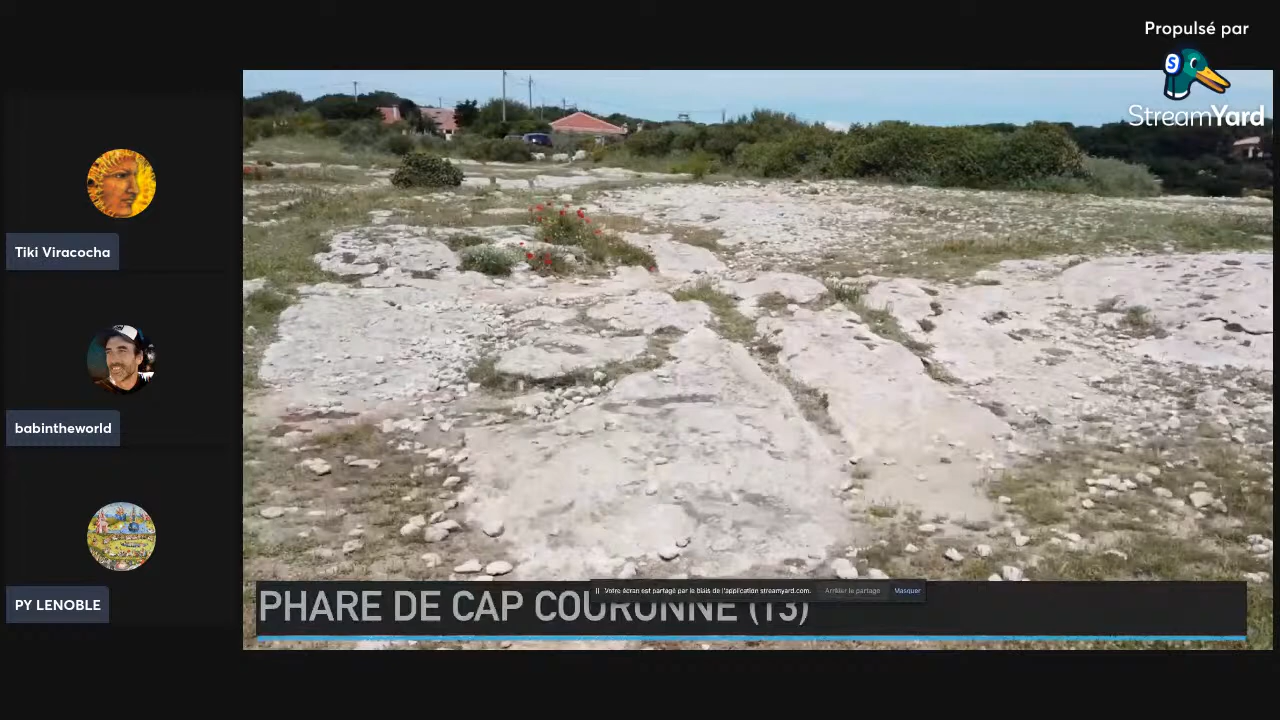 Propulsé par
StreamYard
Tiki Viracocha
babintheworld
PY LENOBLE
PHARE DE CAP COURONNE (13)
Votre écran est partagé par le biais de l'application streamyard.com. Arrêter le partage Masquer